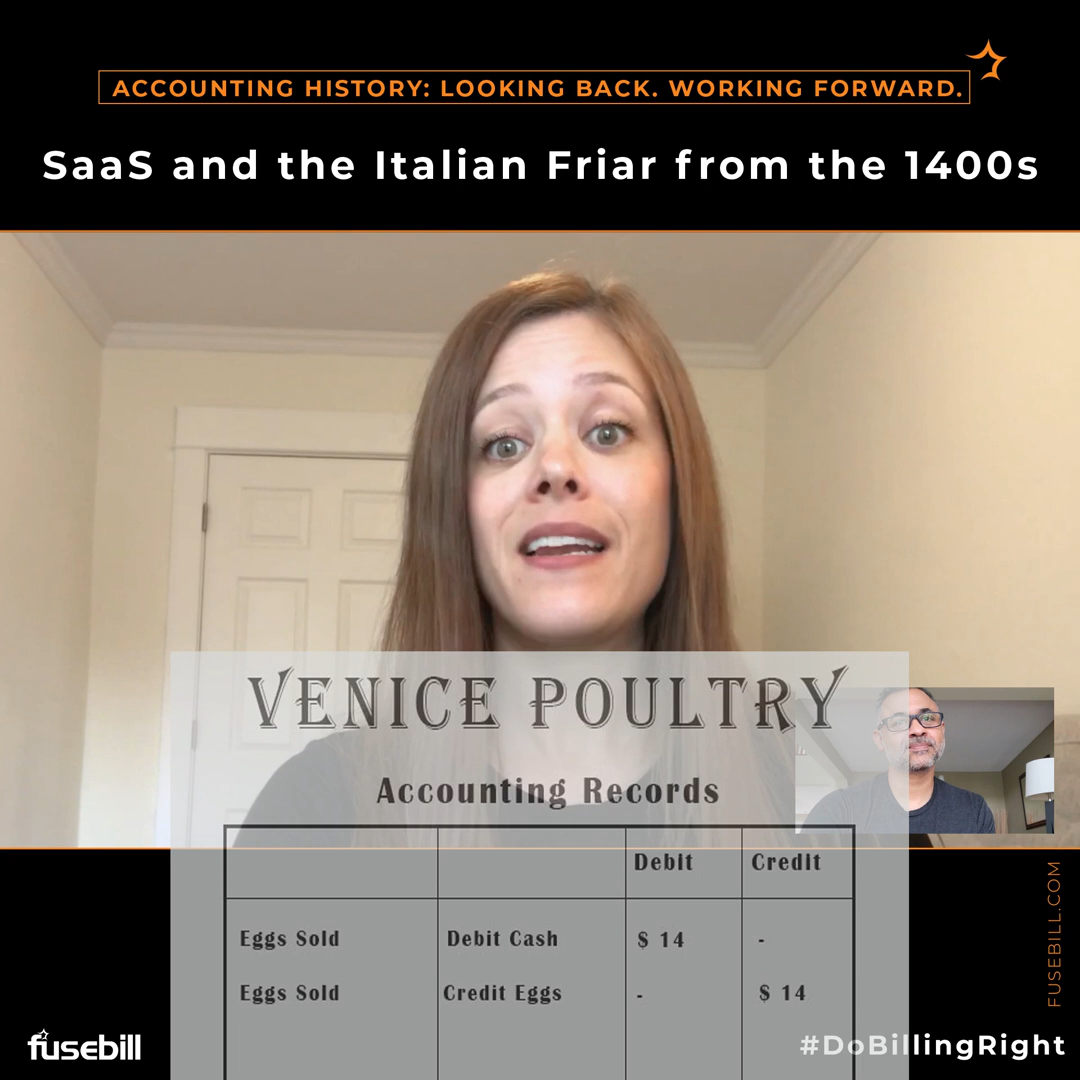 ACCOUNTING HISTORY: LOOKING BACK. WORKING FORWARD.
SaaS and the Italian Friar from the 1400s
VENICE POULTRY
Accounting Records
Debit Credit
Eggs Sold Debit Cash $ 14 -
Eggs Sold Credit Eggs - $ 14
FUSEBILL.COM
fusebill
#DoBillingRight